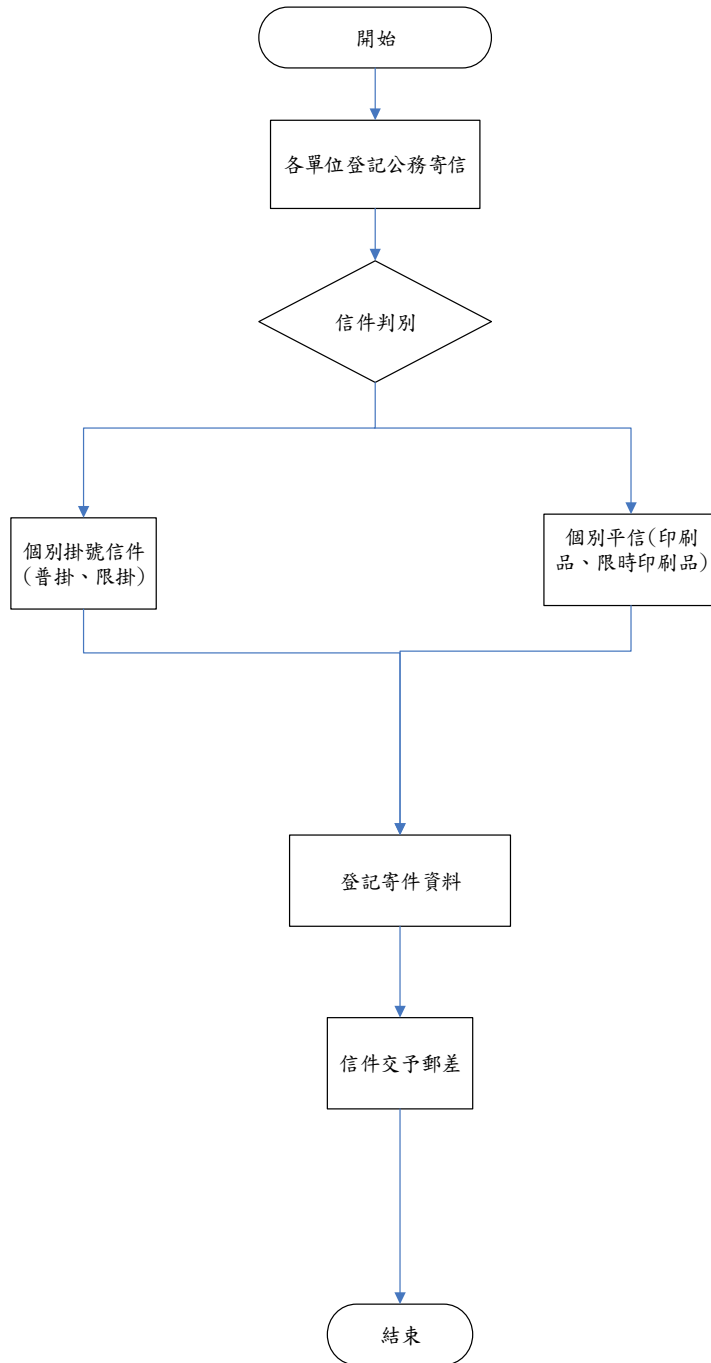 開始
各單位登記公務寄信
信件判別
個別掛號信件
(普掛、限掛)
個別平信(印刷
品、限時印刷品)
登記寄件資料
信件交予郵差
結束